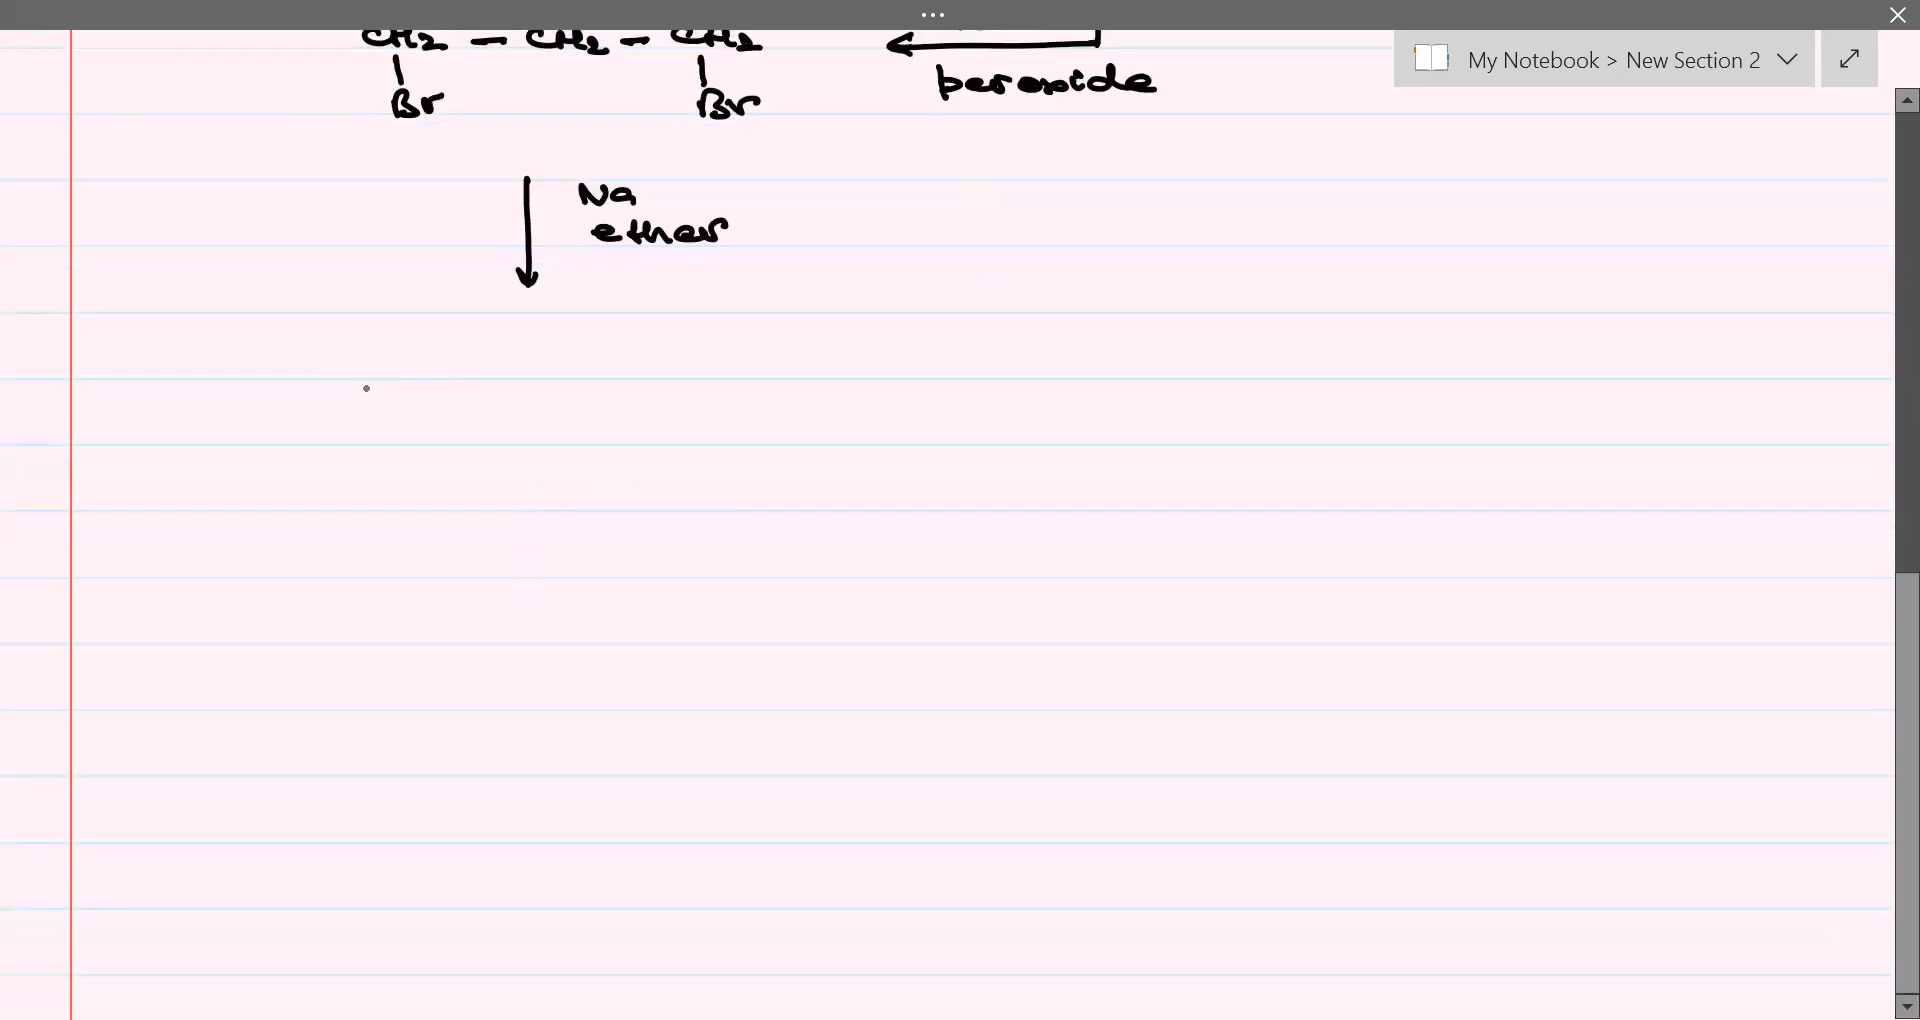 ...
My Notebook > New Section 2
CH2 - CH2 - CH2
peroxide
Br Br
Na
ether